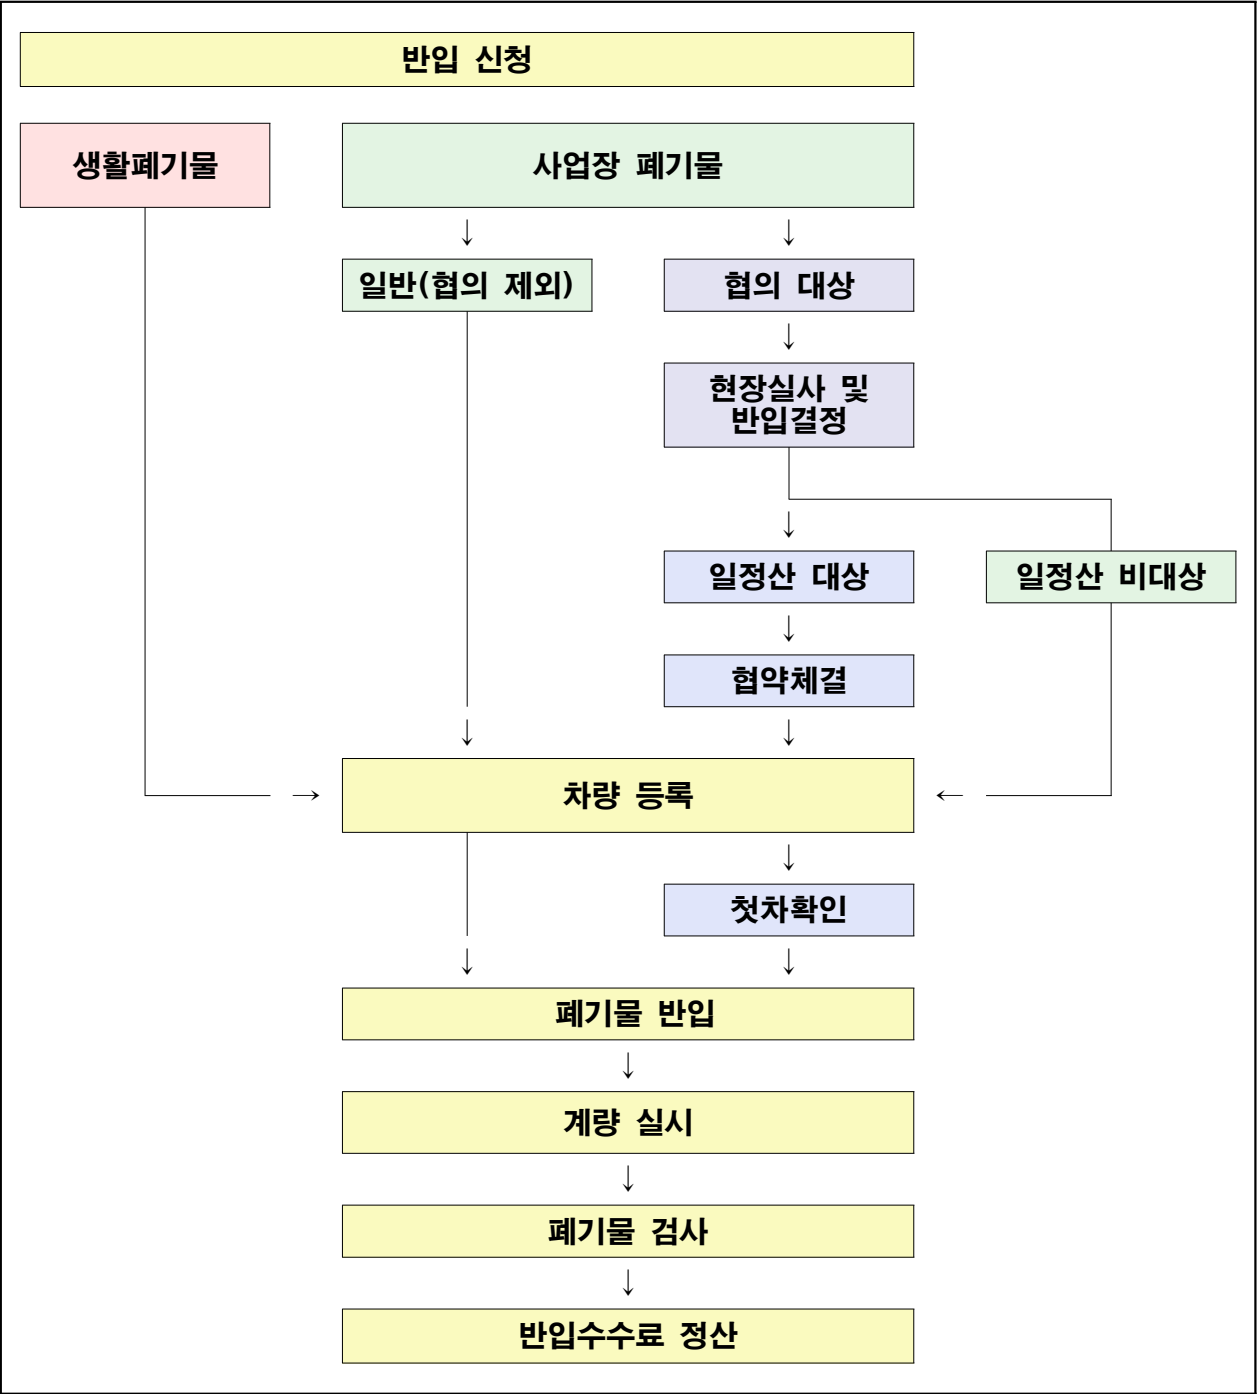 반입 신청
생활폐기물
사업장 폐기물
일반(협의 제외)
협의 대상
현장실사 및
반입결정
일정산 대상
일정산 비대상
협약체결
차량 등록
첫차확인
폐기물 반입
계량 실시
폐기물 검사
반입수수료 정산